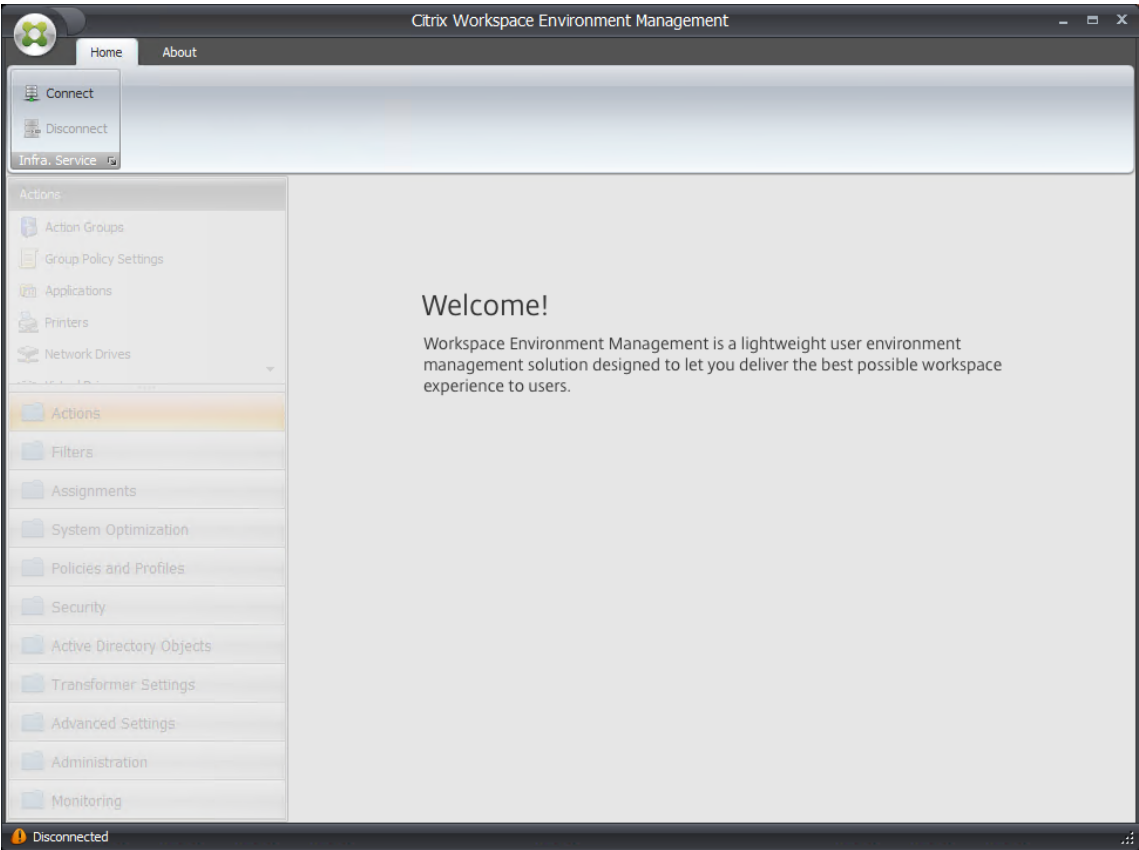 Citrix Workspace Environment Management
Home About
Connect
Disconnect
Infra. Service
Actions
Action Groups
Group Policy Settings
Applications
Printers
Network Drives
Actions
Filters
Assignments
System Optimization
Policies and Profiles
Security
Active Directory Objects
Transformer Settings
Advanced Settings
Administration
Monitoring
Welcome!
Workspace Environment Management is a lightweight user environment
management solution designed to let you deliver the best possible workspace
experience to users.
Disconnected